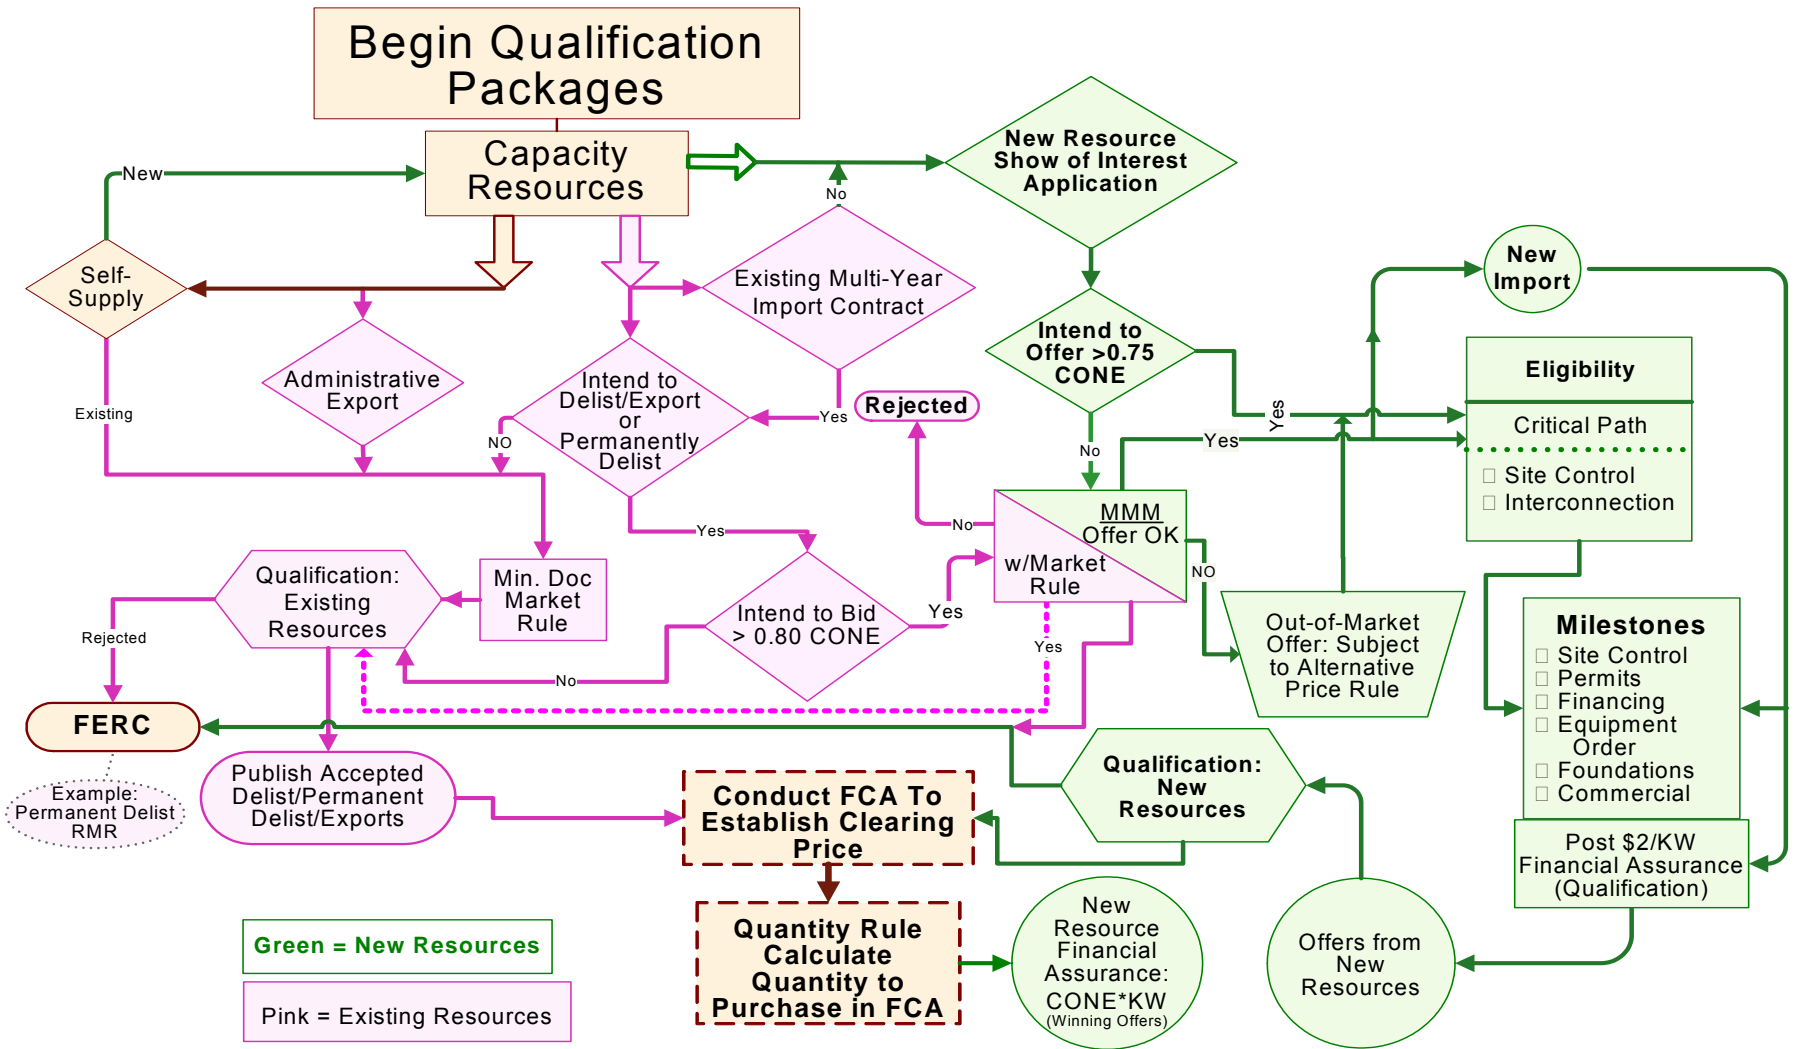 Begin Qualification
Packages
Capacity
Resources
New
Self-
Supply
Existing
Administrative
Export
Existing Multi-Year
Import Contract
No
Yes
Intend to
Delist/Export
or
Permanently
Delist
NO
Yes
New Resource
Show of Interest
Application
Intend to
Offer >0.75
CONE
Yes
No
Rejected
No
Yes
MMM
Offer OK
w/Market
Rule
NO
Yes
New
Import
Eligibility
Critical Path
□ Site Control
□ Interconnection
Out-of-Market
Offer: Subject
to Alternative
Price Rule
Milestones
□ Site Control
□ Permits
□ Financing
□ Equipment
Order
□ Foundations
□ Commercial
Post $2/KW
Financial Assurance
(Qualification)
Qualification:
Existing
Resources
Min. Doc
Market
Rule
Intend to Bid
> 0.80 CONE
Yes
No
Rejected
FERC
Example:
Permanent Delist
RMR
Publish Accepted
Delist/Permanent
Delist/Exports
Conduct FCA To
Establish Clearing
Price
Qualification:
New
Resources
Quantity Rule
Calculate
Quantity to
Purchase in FCA
New
Resource
Financial
Assurance:
CONE*KW
(Winning Offers)
Offers from
New
Resources
Green = New Resources
Pink = Existing Resources